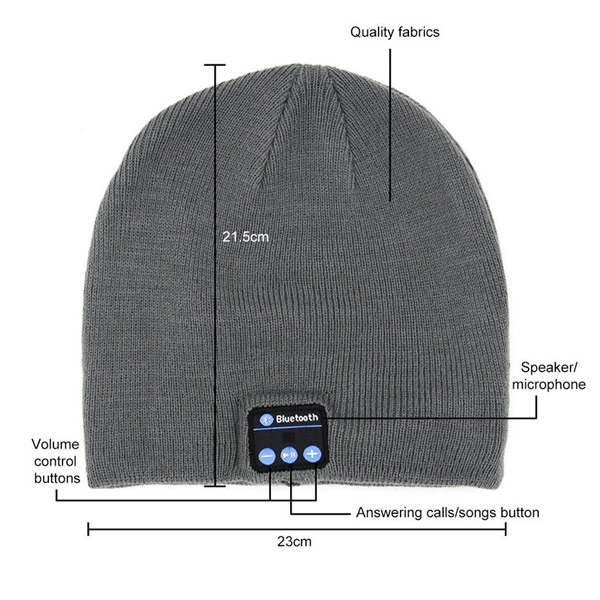 Quality fabrics
21.5cm
Speaker/
microphone
Bluetooth
Volume
control
buttons
Answering calls/songs button
23cm